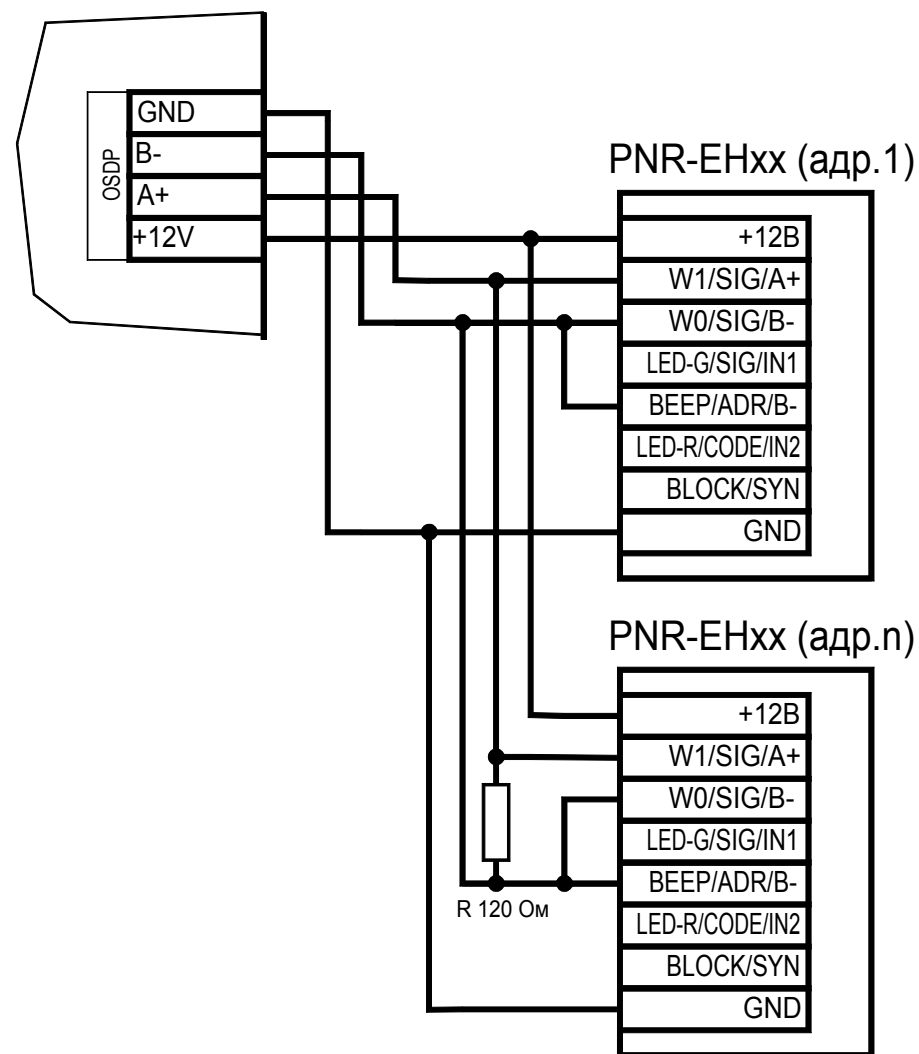 OSDP
GND
B-
A+
+12V
PNR-EHxx (адр.1)
+12В
W1/SIG/A+
W0/SIG/B-
LED-G/SIG/IN1
BEEP/ADR/B-
LED-R/CODE/IN2
BLOCK/SYN
GND
PNR-EHxx (адр.n)
+12В
W1/SIG/A+
W0/SIG/B-
LED-G/SIG/IN1
BEEP/ADR/B-
LED-R/CODE/IN2
BLOCK/SYN
GND
R 120 Ом